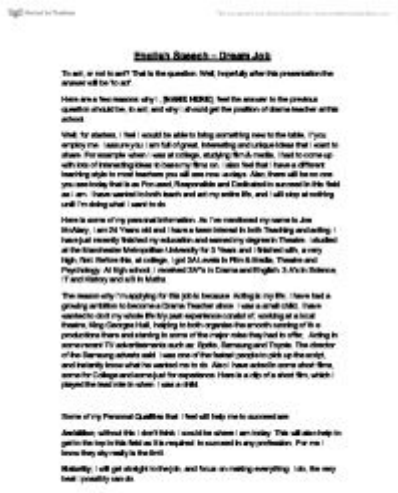 English Speech – Dream Job
To act, or not to act? That is the question. Well, hopefully after this presentation the
answer will be 'to act'.
Here are a few reasons why I, [NAME HERE], feel the answer to the previous
question should be, to act, and why I should get the position of drama teacher at this
school.
Well, for starters, I feel I would be able to bring something new to the table, if you
employ me. I assure you I am full of great, interesting and unique ideas that I want to
share. For example when I was at college, studying film & media, I had to come up
with lots of interesting ideas to base my films on. I also feel that I have a different
teaching style to most teachers you will see now a-days. Also, there will be no one
you see today that is as Focused, Responsible and Dedicated to succeed in this field
as I am. I have wanted to both teach and act my entire life, and I will stop at nothing
until I'm doing what I want to do.
Here is some of my personal information. As I've mentioned my name is Joe
I am 24 Years old and I have a keen interest in both Teaching and acting. I
have just recently finished my education and earned my degree in Theatre. I studied
at the Manchester Metropolitan University for 3 Years and I finished with, a very
high, first. Before this, at college, I got 3A Levels in Film & Media, Theatre and
Psychology. At high school I received 2A*'s in Drama and English, 3 A's in Science,
IT and History and a B in Maths.
The reason why I'm applying for this job is because Acting is my life. I have had a
growing ambition to become a Drama Teacher since I was a small child. I have
wanted to do it my whole life. My past experience consist of; working at a local
theatre, King Georges Hall, helping to both organise the smooth running of it's
productions there and starring in some of the major roles they had to offer. Acting in
some recent TV advertisements such as: Samsung and Toyota. The director
of the Samsung adverts said I was one of the fastest people to pick up the script,
and instantly know what he wanted me to do. Also I have acted in some short films,
some for College and some just for experience. Here is a clip of a short film, which I
played the lead role in when I was a child.
Some of my Personal Qualities that I feel will help me to succeed are:
Ambition; without this I don't think I would be where I am today. This will also help to
get to the top in this field as it is required to succeed in any profession. For me I
know they sky really is the limit.
Maturity; I will get straight to the job, and focus on making everything I do, the very
best I possibly can do.